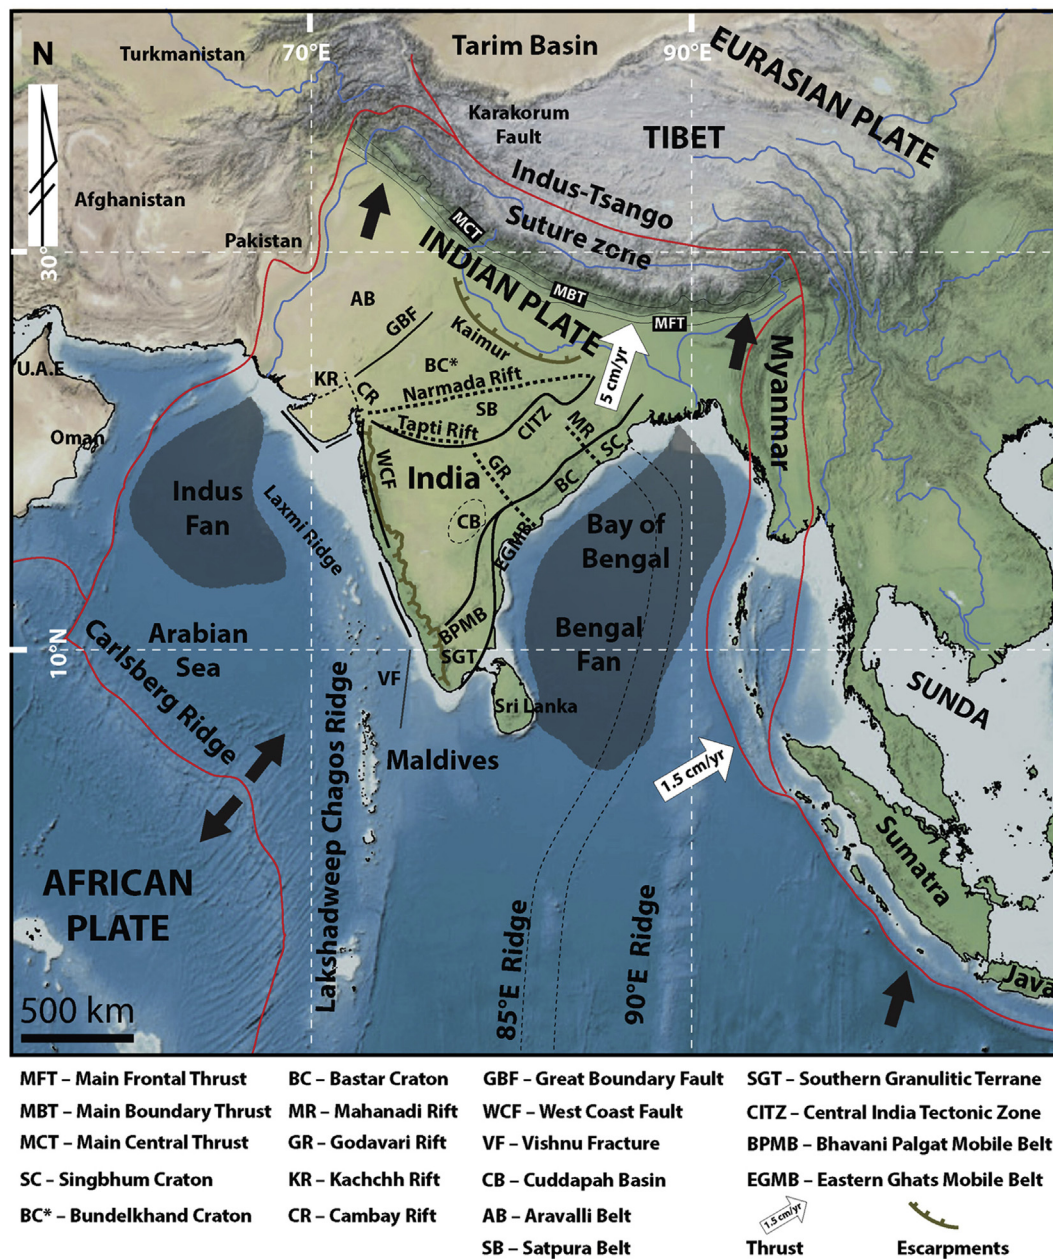 Turkmanistan
70°E
Tarim Basin
90°E
EURASIAN PLATE
N
Karakorum
Fault
TIBET
Afghanistan
Indus-Tsango
Suture zone
Pakistan
30°
MCT
INDIAN PLATE
MBT
MFT
AB
GBF
Kaimur
BC*
5 cm/yr
U.A.E
KR
CR
Narmada Rift
SB
Tapti Rift
CITZ
MR
SC
Myanmar
Oman
WCF
India
GR
BC
Indus
Fan
Laxmi Ridge
CB
EGMB
Bay of
Bengal
Carlsberg Ridge
Arabian
Sea
BPMB
SGT
Bengal
Fan
10°N
VF
Sri Lanka
SUNDA
Maldives
1.5 cm/yr
Lakshadweep Chagos Ridge
Sumatra
AFRICAN
PLATE
85°E Ridge
90°E Ridge
Java
500 km
MFT – Main Frontal Thrust
BC – Bastar Craton
GBF – Great Boundary Fault
SGT – Southern Granulitic Terrane
MBT – Main Boundary Thrust
MR – Mahanadi Rift
WCF – West Coast Fault
CITZ – Central India Tectonic Zone
MCT – Main Central Thrust
GR – Godavari Rift
VF – Vishnu Fracture
BPMB – Bhavani Palgat Mobile Belt
SC – Singbhum Craton
KR – Kachchh Rift
CB – Cuddapah Basin
EGMB – Eastern Ghats Mobile Belt
BC* – Bundelkhand Craton
CR – Cambay Rift
AB – Aravalli Belt
1.5 cm/yr
SB – Satpura Belt
Thrust
Escarpments